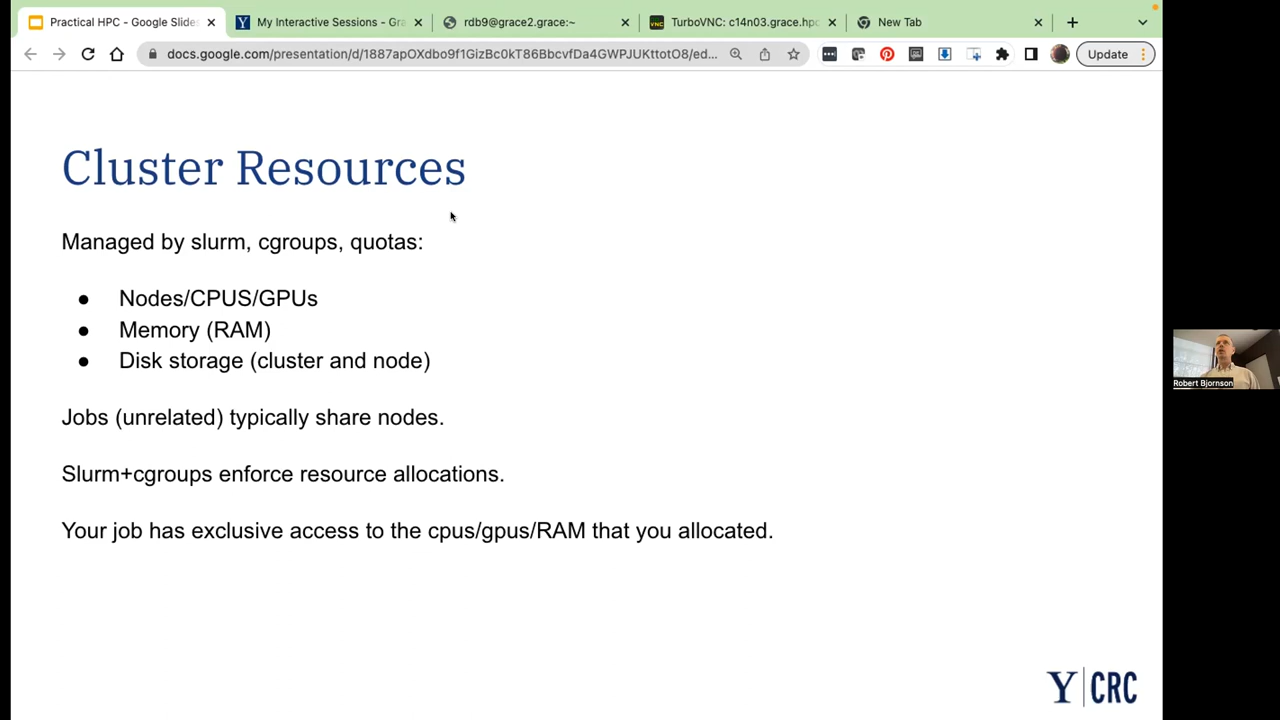 Practical HPC - Google Slides
My Interactive Sessions - Gra
rdb9@grace2.grace:~
TurboVNC: c14n03.grace.hpc
New Tab
docs.google.com/presentation/d/1887apOXdbo9f1GizBc0kT86BbcvfDa4GWPJUKttotO8/ed...
Update
Cluster Resources
Managed by slurm, cgroups, quotas:
● Nodes/CPUS/GPUs
● Memory (RAM)
● Disk storage (cluster and node)
Jobs (unrelated) typically share nodes.
Slurm+cgroups enforce resource allocations.
Your job has exclusive access to the cpus/gpus/RAM that you allocated.
Robert Bjornson
Y CRC